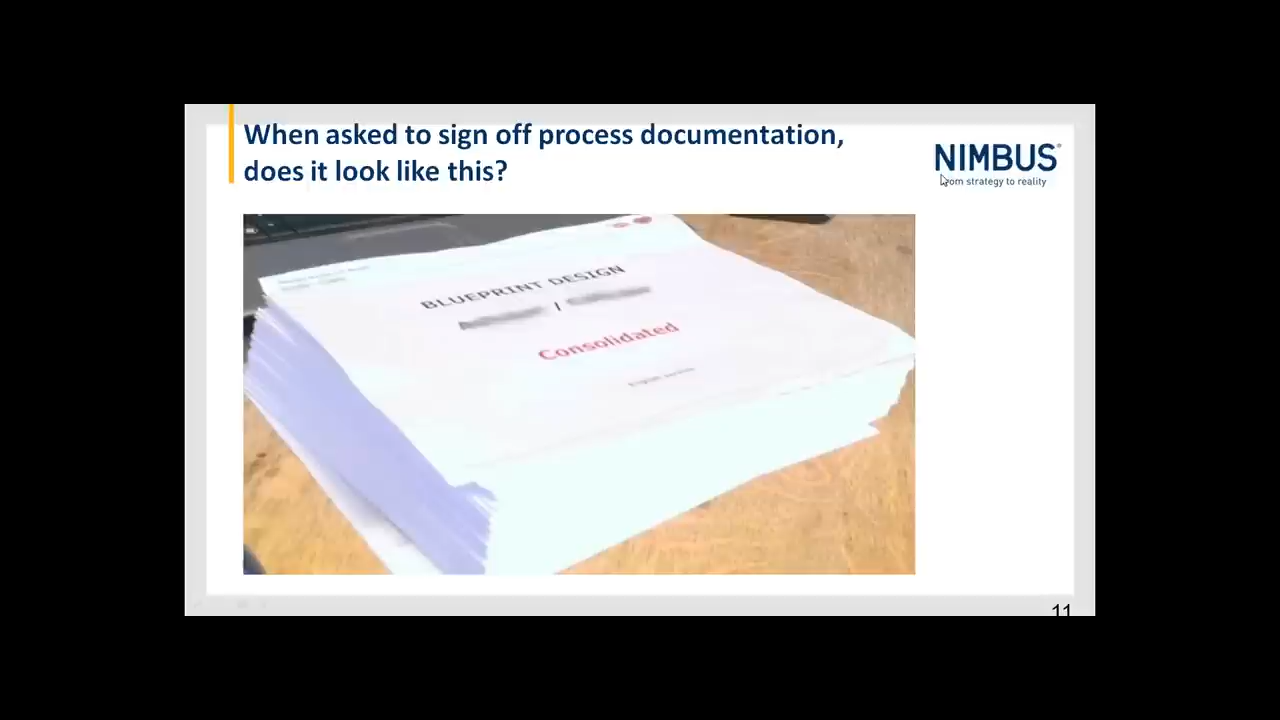 When asked to sign off process documentation,
does it look like this?
NIMBUS®
from strategy to reality
BLUEPRINT DESIGN
/
Consolidated
11